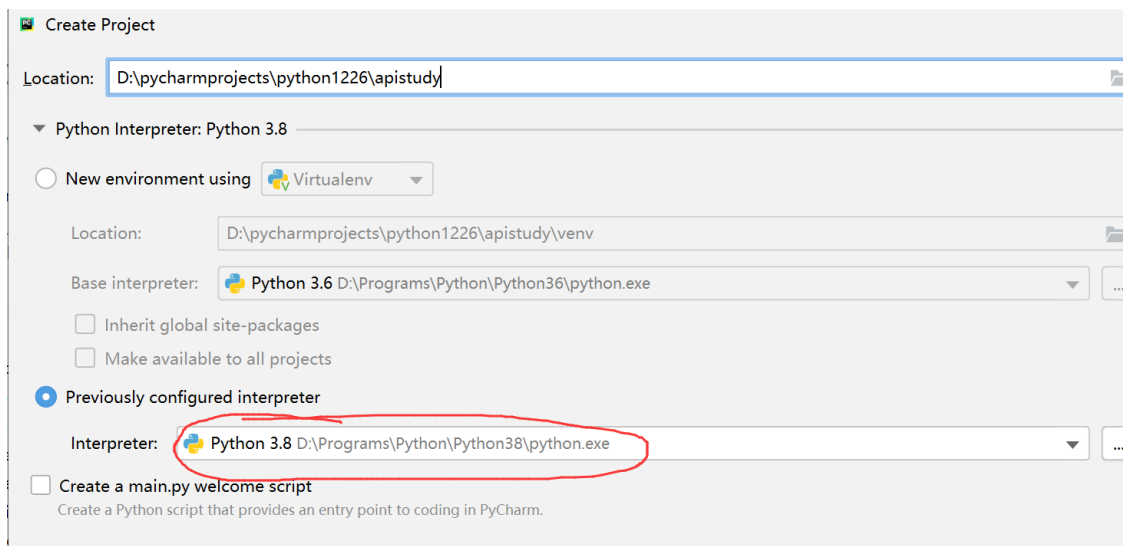 Create Project
Location: D:\pycharmprojects\python1226\apistudy
Python Interpreter: Python 3.8
New environment using Virtualenv
Location: D:\pycharmprojects\python1226\apistudy\venv
Base interpreter: Python 3.6 D:\Programs\Python\Python36\python.exe ...
Inherit global site-packages
Make available to all projects
Previously configured interpreter
Interpreter: Python 3.8 D:\Programs\Python\Python38\python.exe ...
Create a main.py welcome script
Create a Python script that provides an entry point to coding in PyCharm.